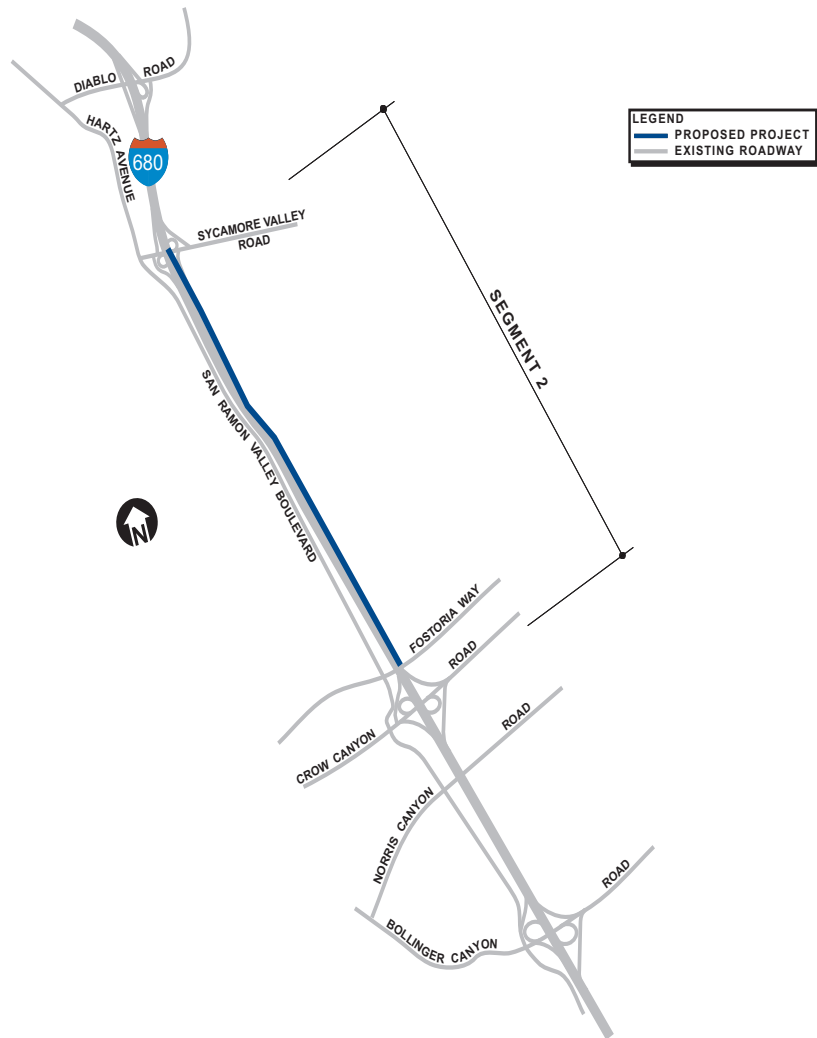 DIABLO ROAD
HARTZ AVENUE
680
SYCAMORE VALLEY
ROAD
LEGEND
PROPOSED PROJECT
EXISTING ROADWAY
SEGMENT 2
SAN RAMON VALLEY BOULEVARD
N
FOSTORIA WAY
CROW CANYON ROAD
NORRIS CANYON ROAD
BOLLINGER CANYON ROAD